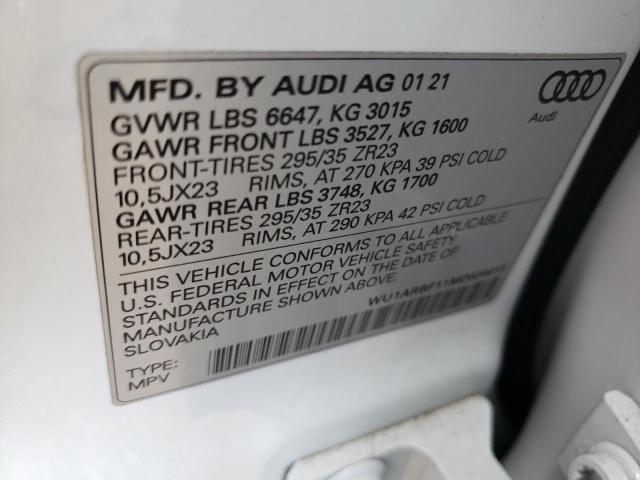 MFD. BY AUDI AG 01 21
GVWR LBS 6647, KG 3015
GAWR FRONT LBS 3527, KG 1600
FRONT-TIRES 295/35 ZR23
10,5JX23 RIMS, AT 270 KPA 39 PSI COLD
GAWR REAR LBS 3748, KG 1700
REAR-TIRES 295/35 ZR23
10,5JX23 RIMS, AT 290 KPA 42 PSI COLD
THIS VEHICLE CONFORMS TO ALL APPLICABLE
U.S. FEDERAL MOTOR VEHICLE SAFETY
STANDARDS IN EFFECT ON THE DATE OF
MANUFACTURE SHOWN ABOVE.
SLOVAKIA
TYPE:
MPV
Audi